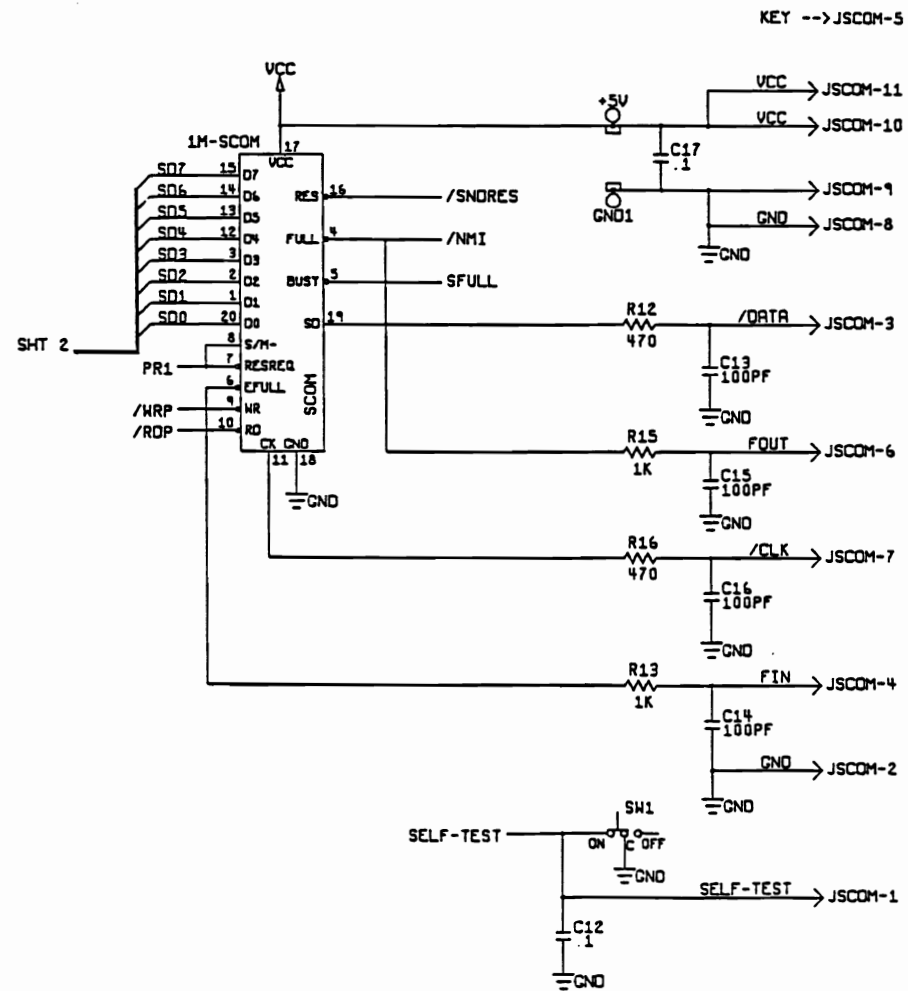 KEY -->JSCOM-5
VCC
VCC JSCOM-11
+5V
VCC JSCOM-10
1M-SCOM
17
VCC
C17
.1
SD7 15 D7
SD6 14 D6
RES 16 /SNDRES
JSCOM-9
SD5 13 D5
GND1
GND JSCOM-8
SD4 12 D4
FULL 4 /NMI
GND
SD3 3 D3
SD2 2 D2
BUST 5 SFULL
SD1 1 D1
SD0 20 D0
SO 19
R12
470
/DATA JSCOM-3
SHT 2
8 S/M-
PR1 7 RESREQ
6 EFULL
SCOM
C13
100PF
GND
/WRP 9 WR
/RDP 10 RD
CK GND
11 18
GND
R15
1K
FOUT JSCOM-6
C15
100PF
GND
R16
470
/CLK JSCOM-7
C16
100PF
GND
R13
1K
FIN JSCOM-4
C14
100PF
GND JSCOM-2
GND
SW1
SELF-TEST
ON C OFF
GND
SELF-TEST JSCOM-1
C12
.1
GND